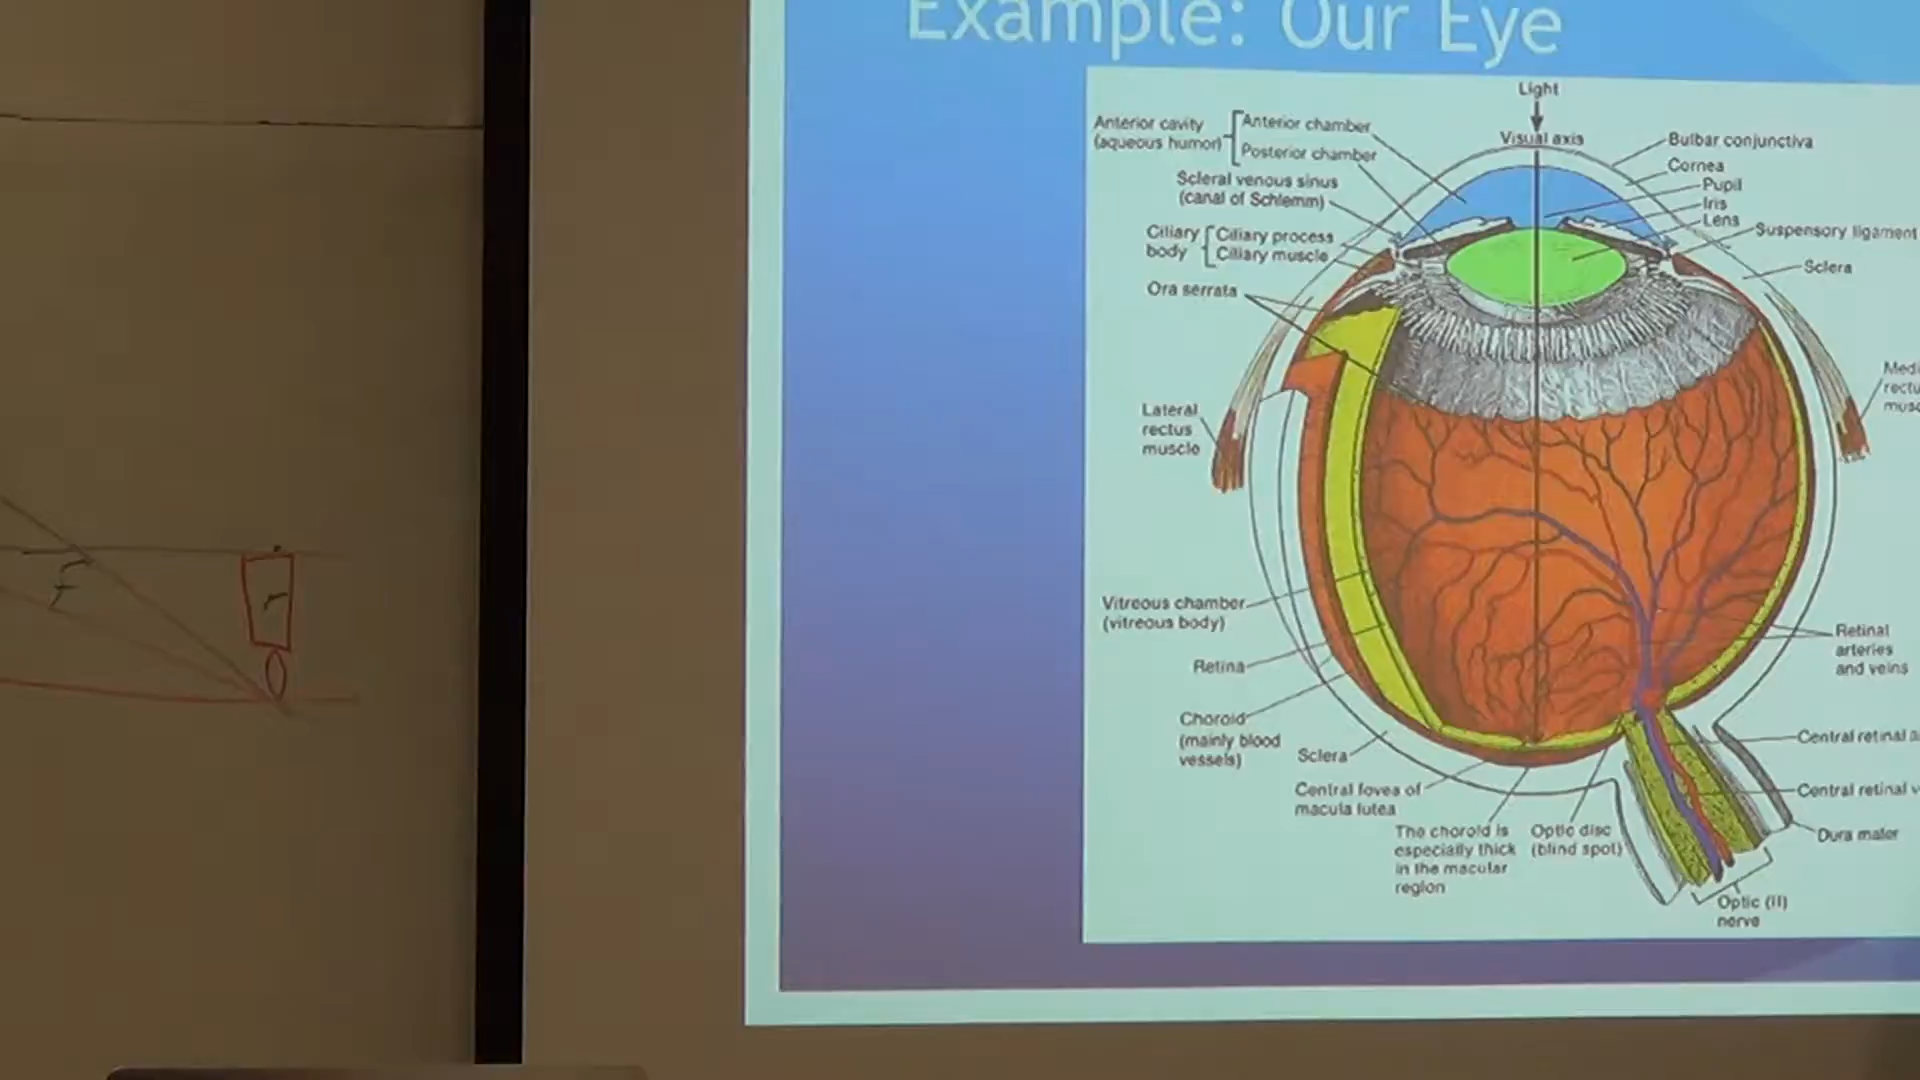 Example: Our Eye
Light
Visual axis
Anterior cavity
(aqueous humor)
Anterior chamber
Posterior chamber
Scleral venous sinus
(canal of Schlemm)
Ciliary
body
Ciliary process
Ciliary muscle
Ora serrata
Bulbar conjunctiva
Cornea
Pupil
Iris
Lens
Suspensory ligament
Sclera
Lateral
rectus
muscle
Medi
rectu
musc
Vitreous chamber
(vitreous body)
Retina
Choroid
(mainly blood
vessels)
Sclera
Central fovea of
macula lutea
The choroid is
especially thick
in the macular
region
Optic disc
(blind spot)
Retinal
arteries
and veins
Central retinal a
Central retinal v
Dura mater
Optic (II)
nerve